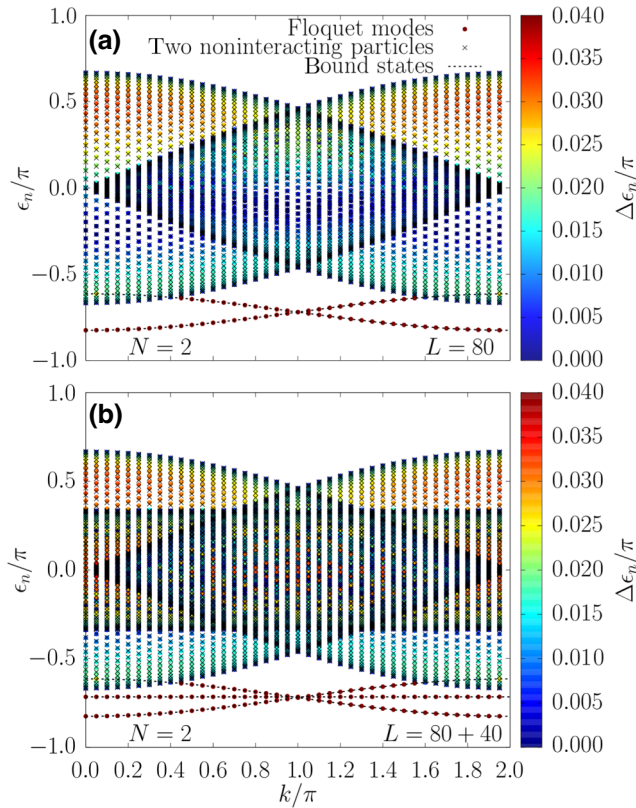 (a)
Floquet modes
Two noninteracting particles
Bound states
1.0
0.5
0.0
−0.5
−1.0
ϵₙ/π
N = 2
L = 80
0.040
0.035
0.030
0.025
0.020
0.015
0.010
0.005
0.000
Δϵₙ/π
(b)
1.0
0.5
0.0
−0.5
−1.0
ϵₙ/π
N = 2
L = 80 + 40
0.0 0.2 0.4 0.6 0.8 1.0 1.2 1.4 1.6 1.8 2.0
k/π
0.040
0.035
0.030
0.025
0.020
0.015
0.010
0.005
0.000
Δϵₙ/π